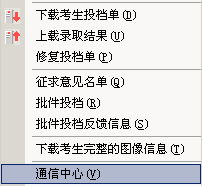 下载考生投档单(D)
上载录取结果(U)
修复投档单(M)
征求意见名单(Q)
批件投档(R)
批件投档反馈信息(S)
下载考生完整的图像信息(T)
通信中心(V)